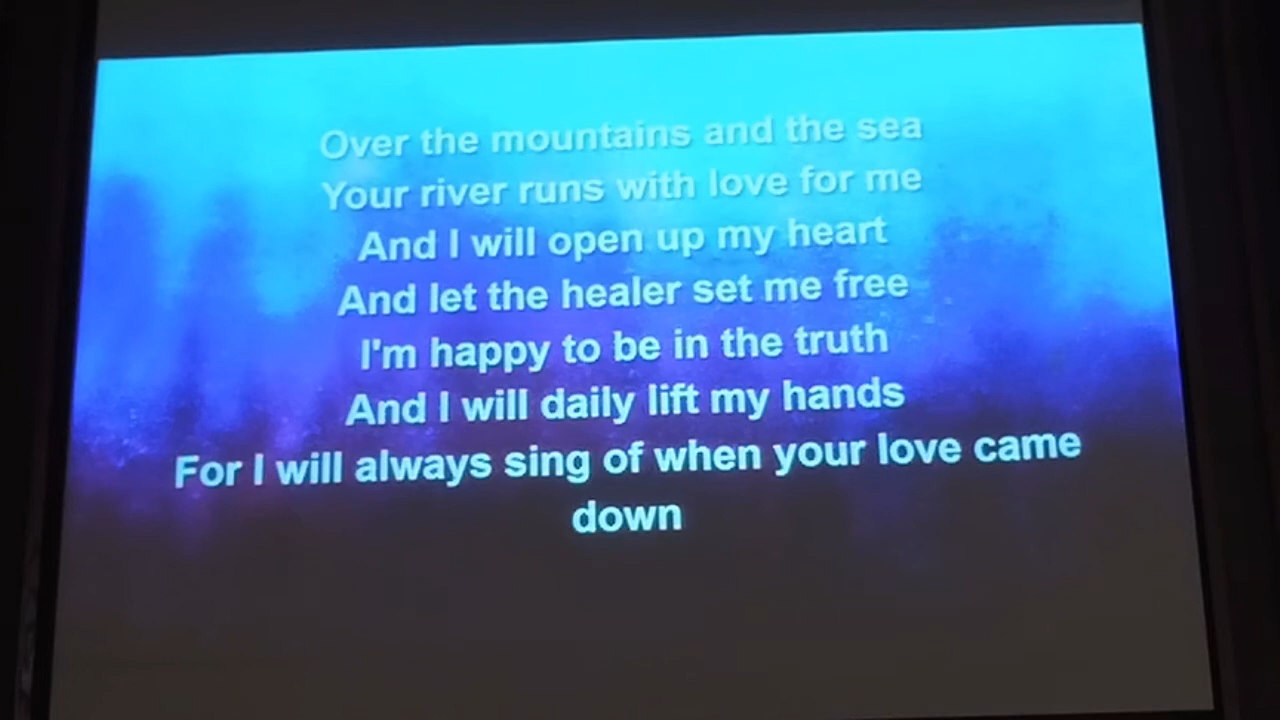 Over the mountains and the sea
Your river runs with love for me
And I will open up my heart
And let the healer set me free
I'm happy to be in the truth
And I will daily lift my hands
For I will always sing of when your love came
down